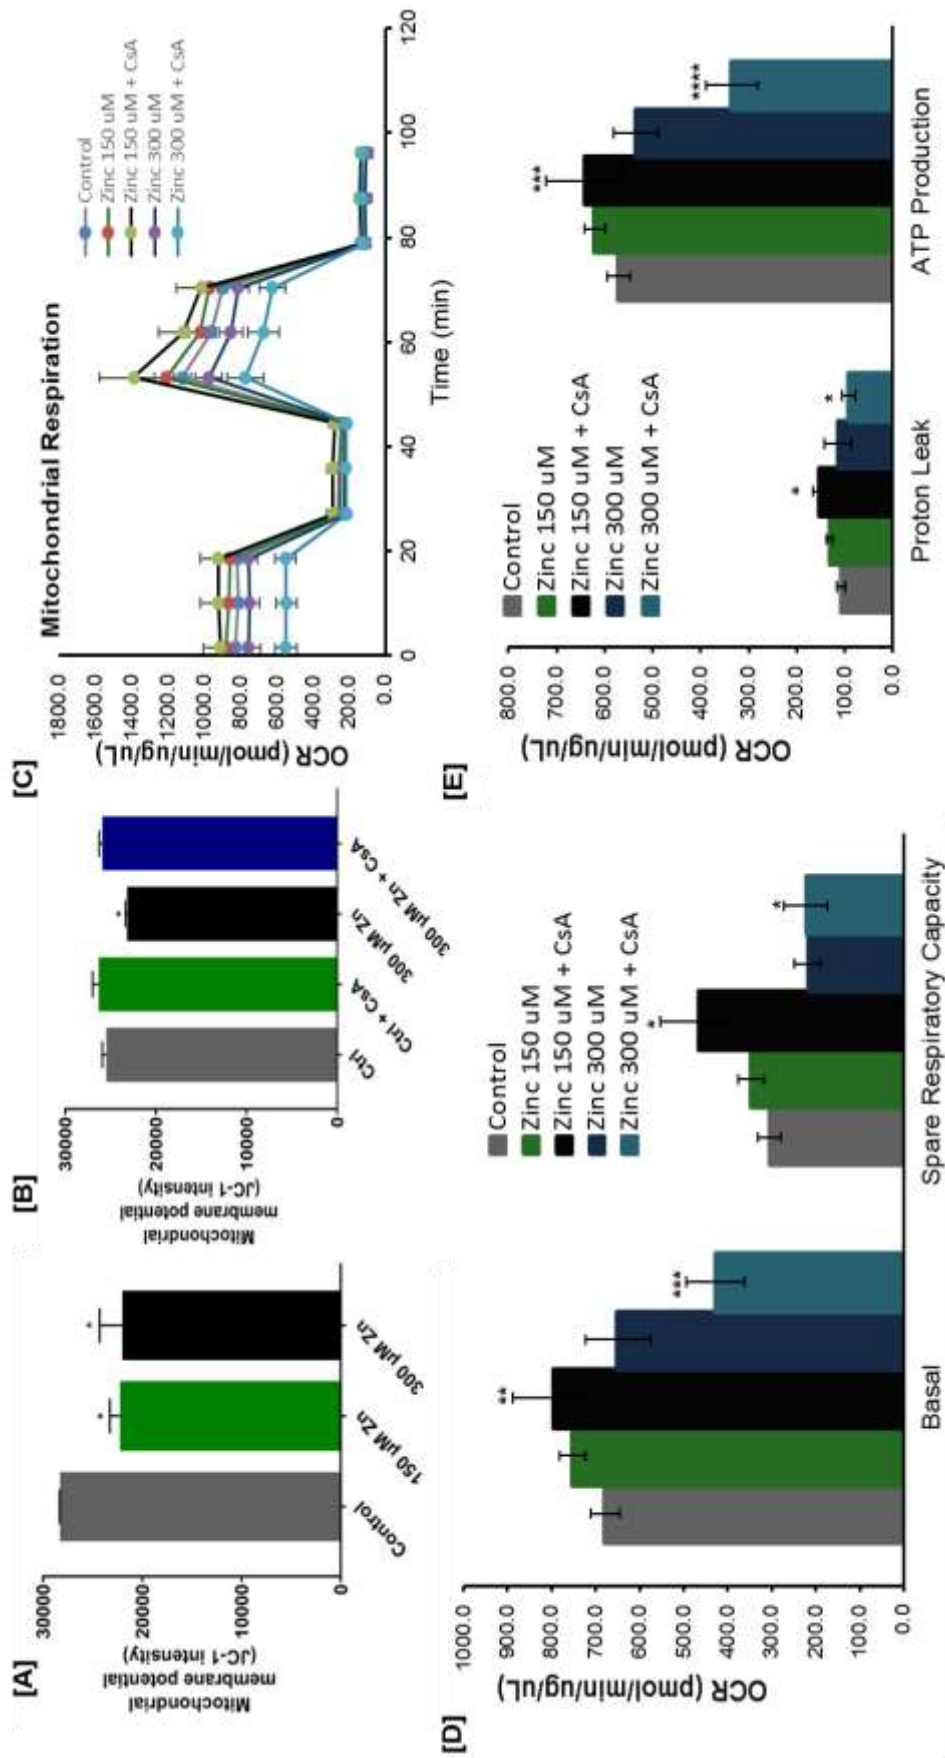 [A]
Mitochondrial
membrane potential
(JC-1 intensity)
30000
20000
10000
0
Control
150 µM Zn
300 µM Zn
*
*
[B]
Mitochondrial
membrane potential
(JC-1 intensity)
30000
20000
10000
0
Ctrl
Ctrl + CsA
300 µM Zn
300 µM Zn + CsA
*
[C]
Mitochondrial Respiration
OCR (pmol/min/ug/uL)
1800.0
1600.0
1400.0
1200.0
1000.0
800.0
600.0
400.0
200.0
0.0
0
20
40
60
80
100
120
Time (min)
Control
Zinc 150 uM
Zinc 150 uM + CsA
Zinc 300 uM
Zinc 300 uM + CsA
[D]
OCR (pmol/min/ug/uL)
1000.0
900.0
800.0
700.0
600.0
500.0
400.0
300.0
200.0
100.0
0.0
Control
Zinc 150 uM
Zinc 150 uM + CsA
Zinc 300 uM
Zinc 300 uM + CsA
**
***
*
*
Basal
Spare Respiratory Capacity
[E]
OCR (pmol/min/ug/uL)
800.0
700.0
600.0
500.0
400.0
300.0
200.0
100.0
0.0
Control
Zinc 150 uM
Zinc 150 uM + CsA
Zinc 300 uM
Zinc 300 uM + CsA
*
*
***
****
Proton Leak
ATP Production